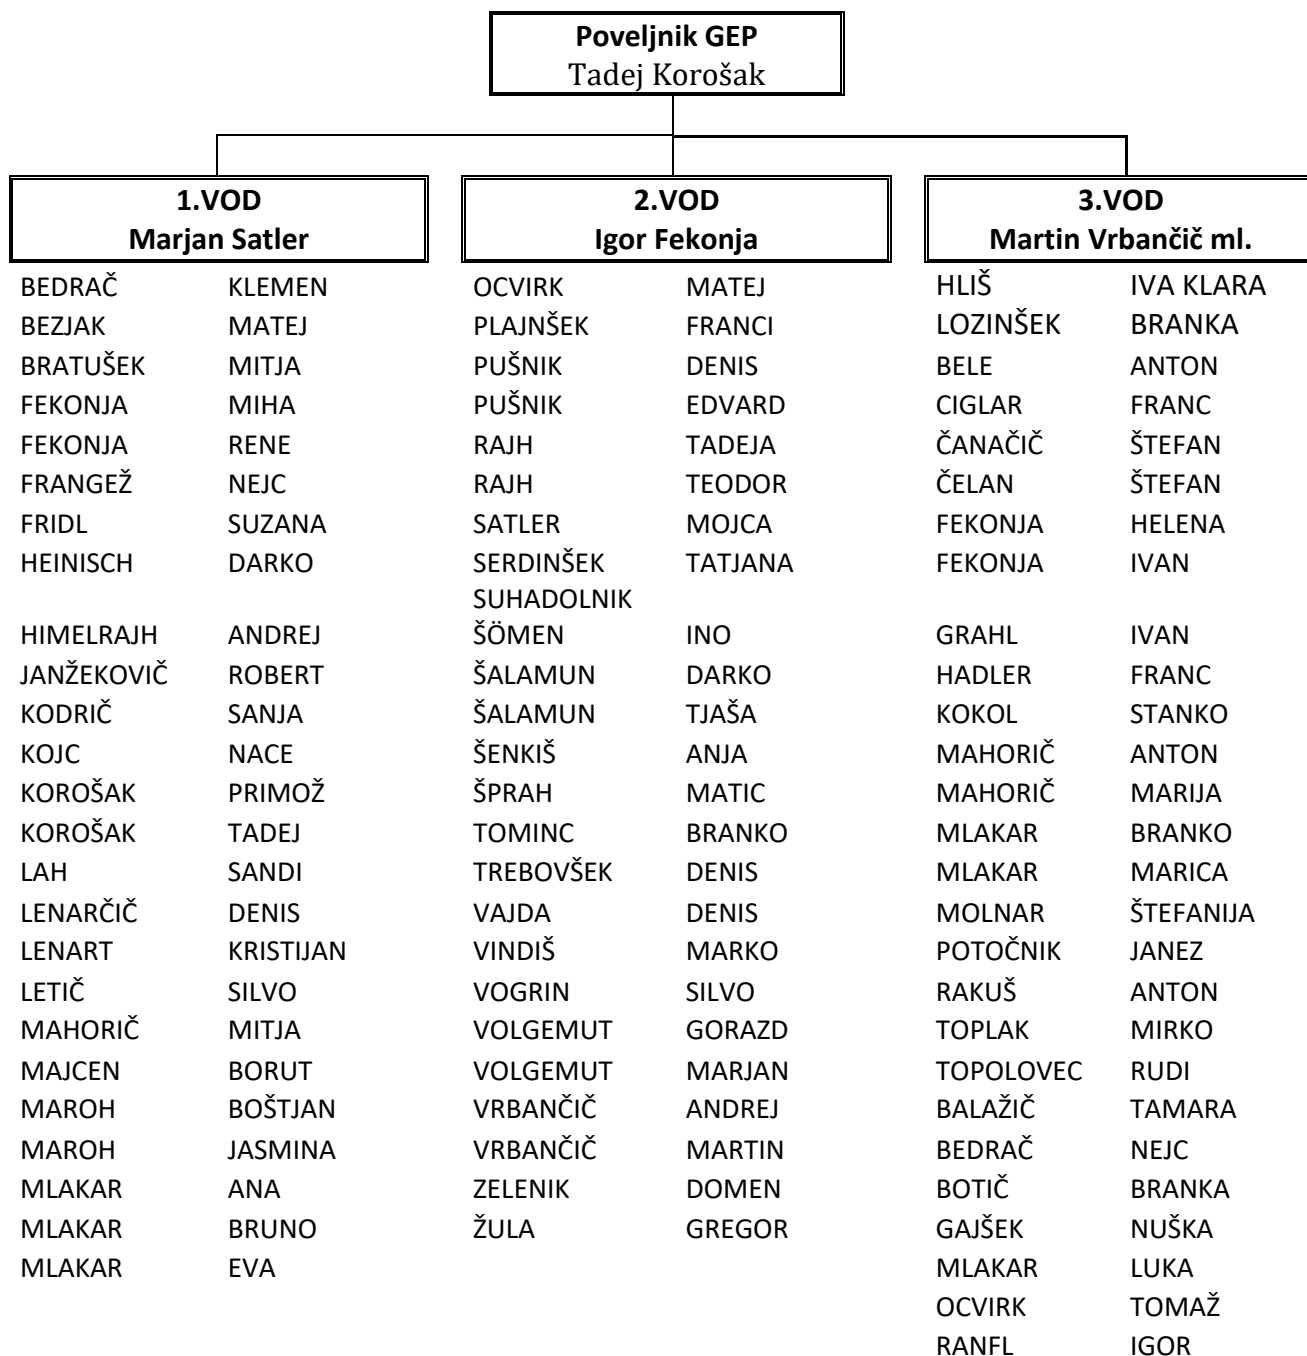 Poveljnik GEP
Tadej Korošak
1.VOD
Marjan Satler
2.VOD
Igor Fekonja
3.VOD
Martin Vrbančič ml.
BEDRAČ KLEMEN
BEZJAK MATEJ
BRATUŠEK MITJA
FEKONJA MIHA
FEKONJA RENE
FRANGEŽ NEJC
FRIDL SUZANA
HEINISCH DARKO
HIMELRAJH ANDREJ
JANŽEKOVIČ ROBERT
KODRIČ SANJA
KOJC NACE
KOROŠAK PRIMOŽ
KOROŠAK TADEJ
LAH SANDI
LENARČIČ DENIS
LENART KRISTIJAN
LETIČ SILVO
MAHORIČ MITJA
MAJCEN BORUT
MAROH BOŠTJAN
MAROH JASMINA
MLAKAR ANA
MLAKAR BRUNO
MLAKAR EVA
OCVIRK MATEJ
PLAJNŠEK FRANCI
PUŠNIK DENIS
PUŠNIK EDVARD
RAJH TADEJA
RAJH TEODOR
SATLER MOJCA
SERDINŠEK TATJANA
SUHADOLNIK
ŠÖMEN INO
ŠALAMUN DARKO
ŠALAMUN TJAŠA
ŠENKIŠ ANJA
ŠPRAH MATIC
TOMINC BRANKO
TREBOVŠEK DENIS
VAJDA DENIS
VINDIŠ MARKO
VOGRIN SILVO
VOLGEMUT GORAZD
VOLGEMUT MARJAN
VRBANČIČ ANDREJ
VRBANČIČ MARTIN
ZELENIK DOMEN
ŽULA GREGOR
HLIŠ IVA KLARA
LOZINŠEK BRANKA
BELE ANTON
CIGLAR FRANC
ČANAČIČ ŠTEFAN
ČELAN ŠTEFAN
FEKONJA HELENA
FEKONJA IVAN
GRAHL IVAN
HADLER FRANC
KOKOL STANKO
MAHORIČ ANTON
MAHORIČ MARIJA
MLAKAR BRANKO
MLAKAR MARICA
MOLNAR ŠTEFANIJA
POTOČNIK JANEZ
RAKUŠ ANTON
TOPLAK MIRKO
TOPOLOVEC RUDI
BALAŽIČ TAMARA
BEDRAČ NEJC
BOTIČ BRANKA
GAJŠEK NUŠKA
MLAKAR LUKA
OCVIRK TOMAŽ
RANFL IGOR